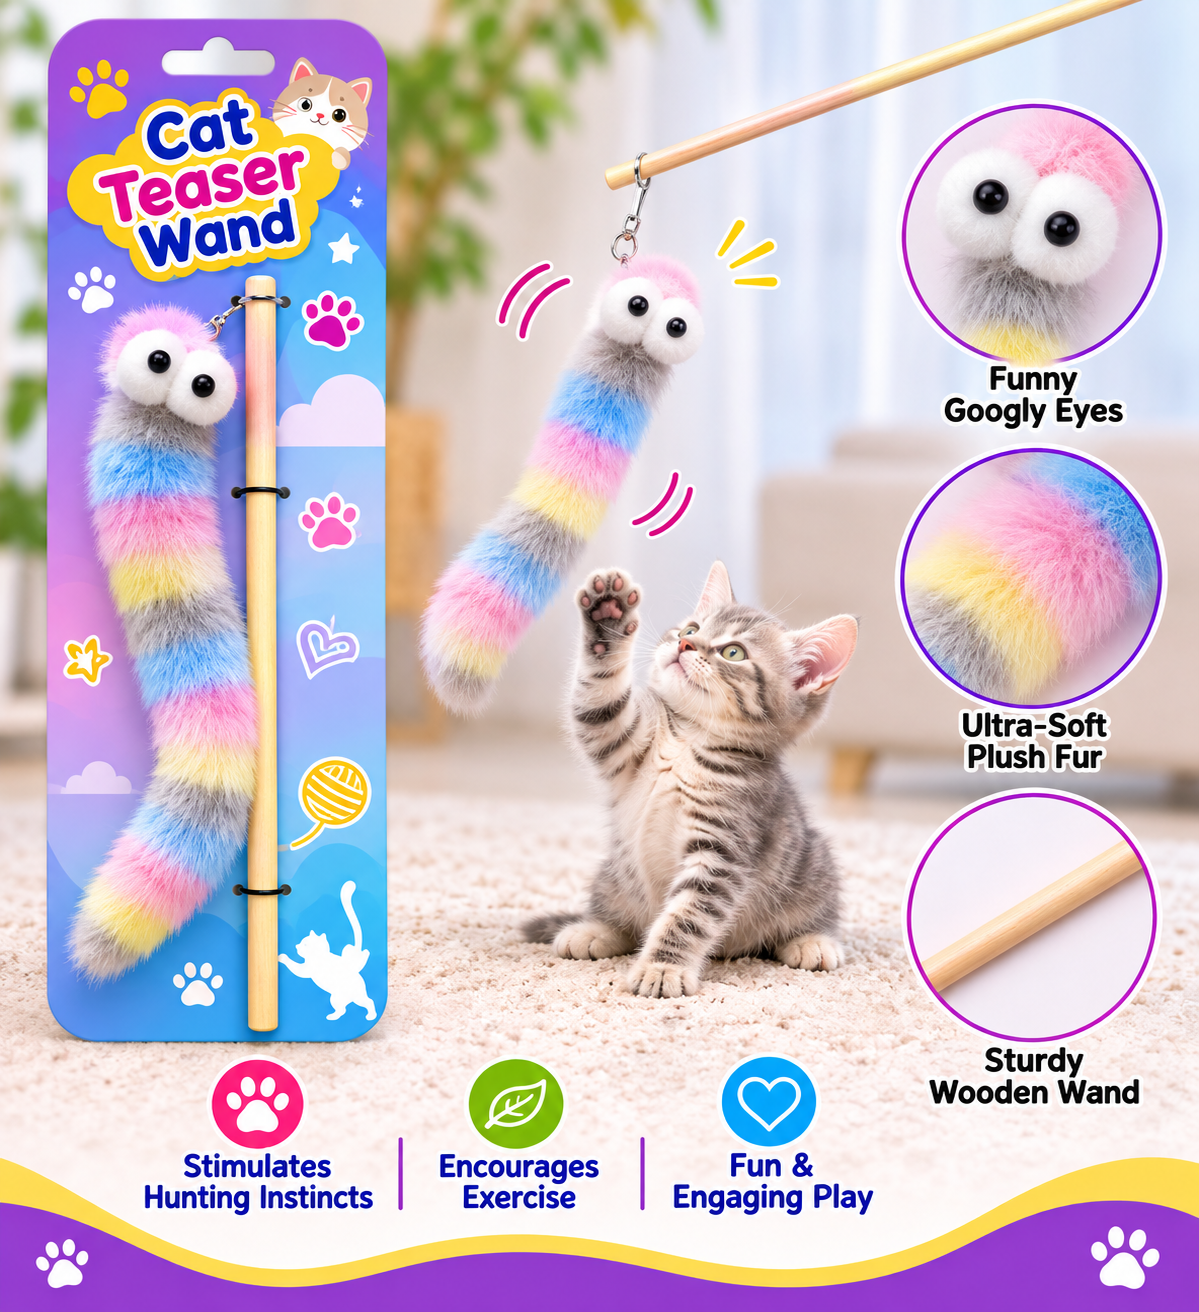 Cat
Teaser
Wand
Funny
Googly Eyes
Ultra-Soft
Plush Fur
Sturdy
Wooden Wand
Stimulates
Hunting Instincts
Encourages
Exercise
Fun &
Engaging Play